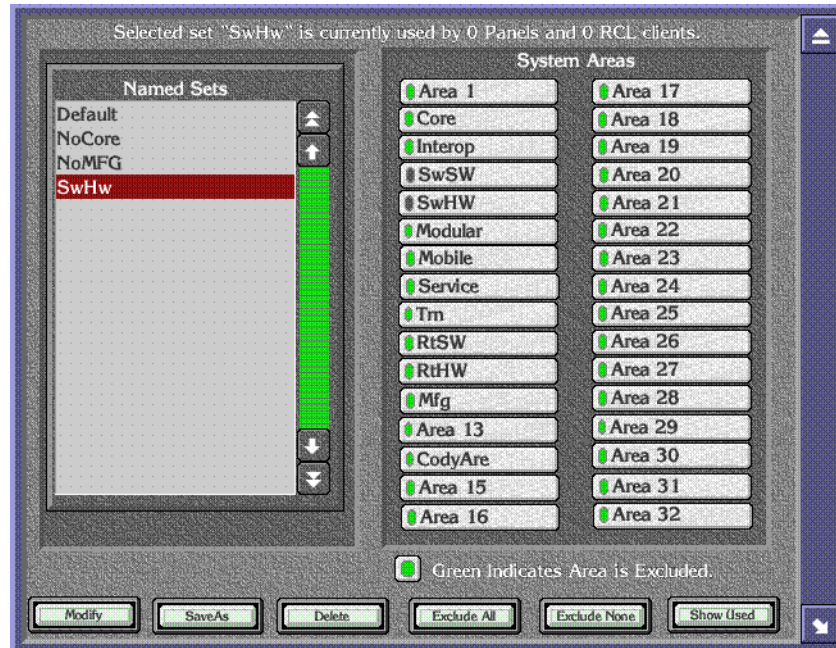 Selected set "SwHw" is currently used by 0 Panels and 0 RCL clients.
Named Sets
Default
NoCore
NoMFG
SwHw
System Areas
Area 1
Core
Interop
SwSW
SwHW
Modular
Mobile
Service
Trn
RtSW
RtHW
Mfg
Area 13
CodyAre
Area 15
Area 16
Area 17
Area 18
Area 19
Area 20
Area 21
Area 22
Area 23
Area 24
Area 25
Area 26
Area 27
Area 28
Area 29
Area 30
Area 31
Area 32
Green Indicates Area is Excluded.
Modify
SaveAs
Delete
Exclude All
Exclude None
Show Used